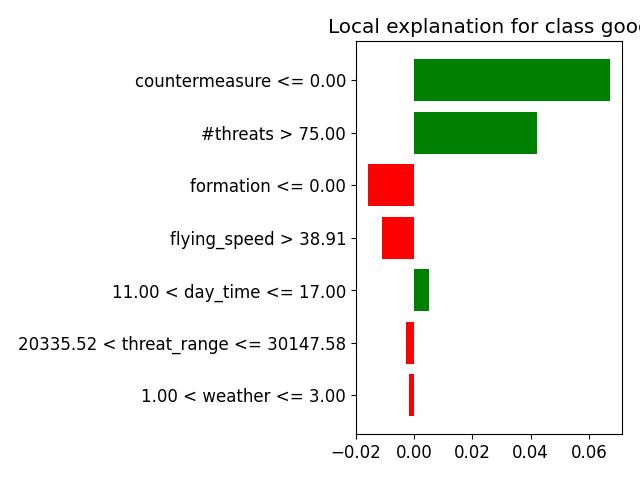 Local explanation for class good
countermeasure <= 0.00
#threats > 75.00
formation <= 0.00
flying_speed > 38.91
11.00 < day_time <= 17.00
20335.52 < threat_range <= 30147.58
1.00 < weather <= 3.00
−0.02 0.00 0.02 0.04 0.06